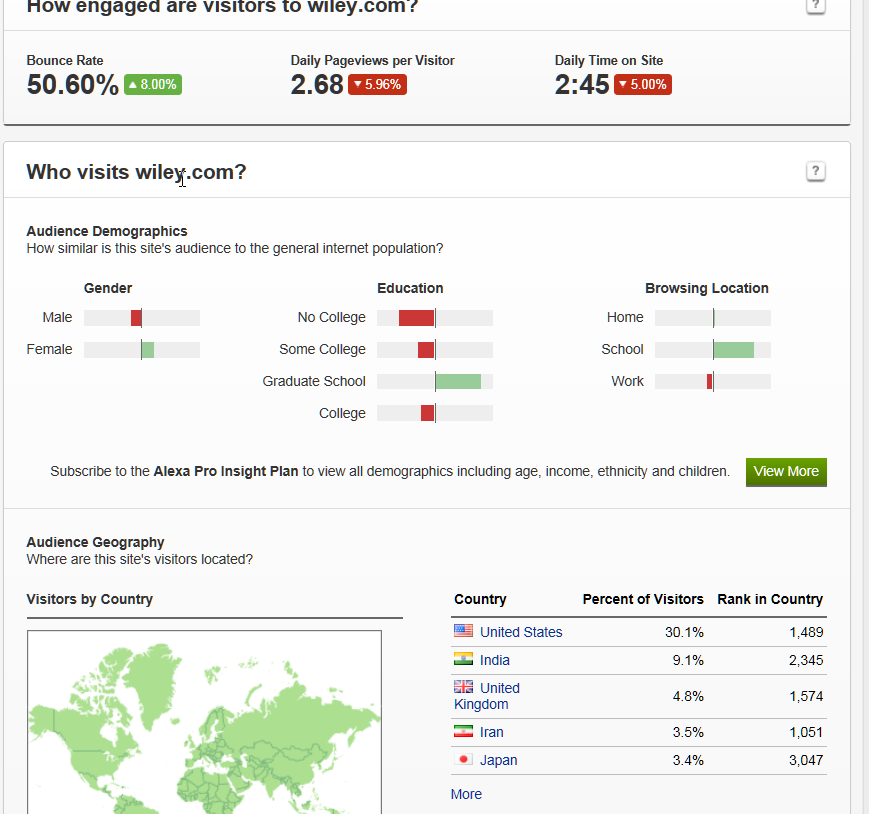 How engaged are visitors to wiley.com?
?
Bounce Rate
50.60% ▲ 8.00%
Daily Pageviews per Visitor
2.68 ▼ 5.96%
Daily Time on Site
2:45 ▼ 5.00%
Who visits wiley.com?
?
Audience Demographics
How similar is this site's audience to the general internet population?
Gender
Male
Female
Education
No College
Some College
Graduate School
College
Browsing Location
Home
School
Work
Subscribe to the Alexa Pro Insight Plan to view all demographics including age, income, ethnicity and children.
View More
Audience Geography
Where are this site's visitors located?
Visitors by Country
Country Percent of Visitors Rank in Country
United States 30.1% 1,489
India 9.1% 2,345
United
Kingdom 4.8% 1,574
Iran 3.5% 1,051
Japan 3.4% 3,047
More